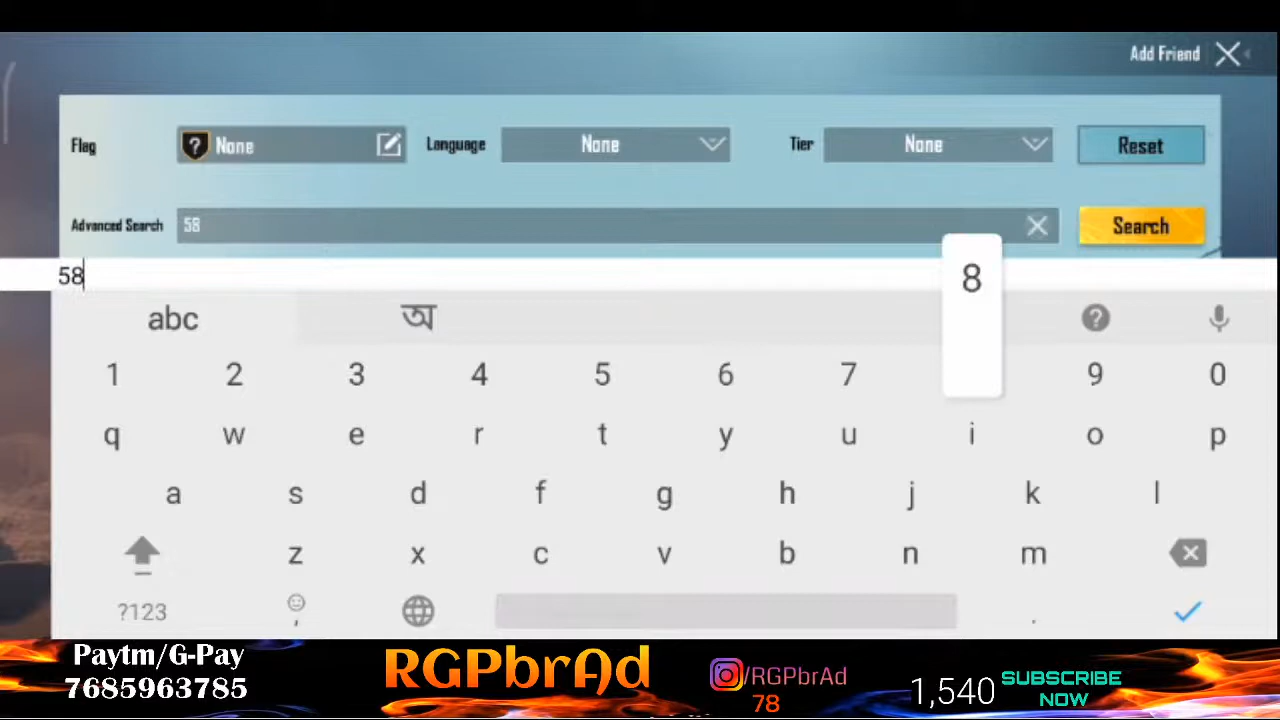 Add Friend
Flag None Language None Tier None Reset
Advanced Search 58 Search
58
8
abc অ
1 2 3 4 5 6 7 9 0
q w e r t y u i o p
a s d f g h j k l
z x c v b n m
?123 , .
Paytm/G-Pay
7685963785
RGPbrAd
/RGPbrAd
78
1,540
SUBSCRIBE
NOW